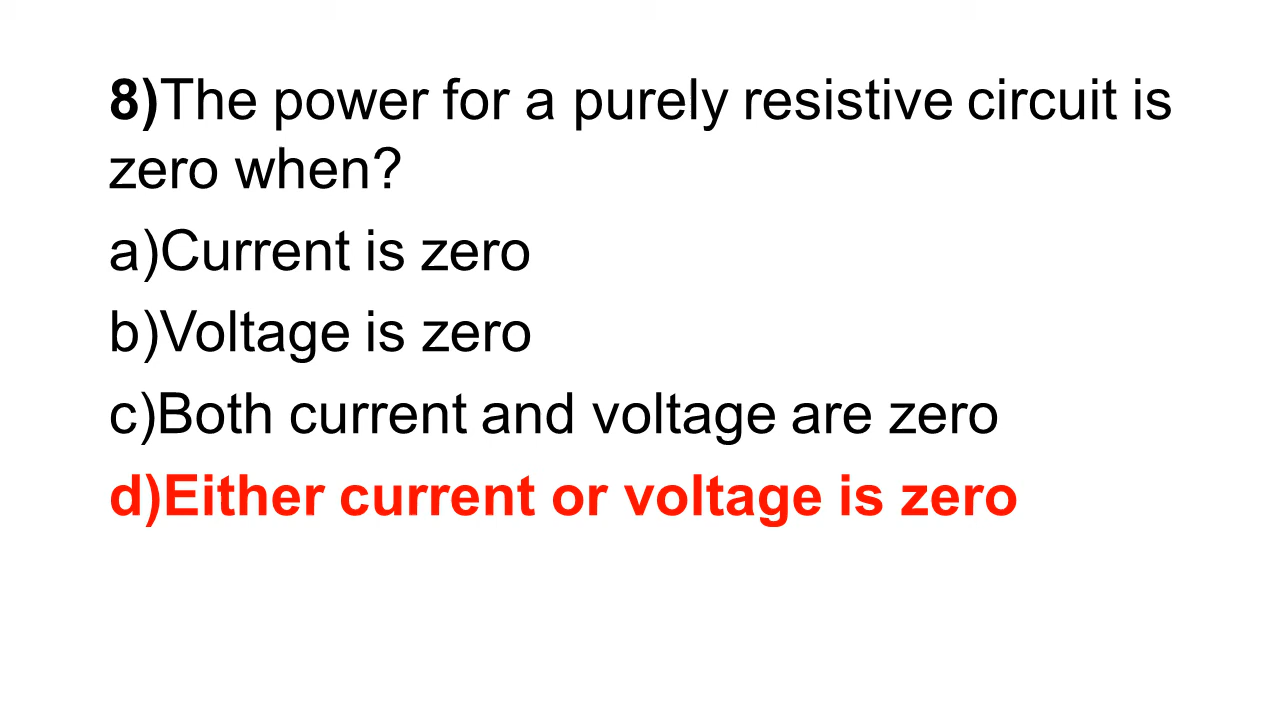 8)The power for a purely resistive circuit is
zero when?
a)Current is zero
b)Voltage is zero
c)Both current and voltage are zero
d)Either current or voltage is zero